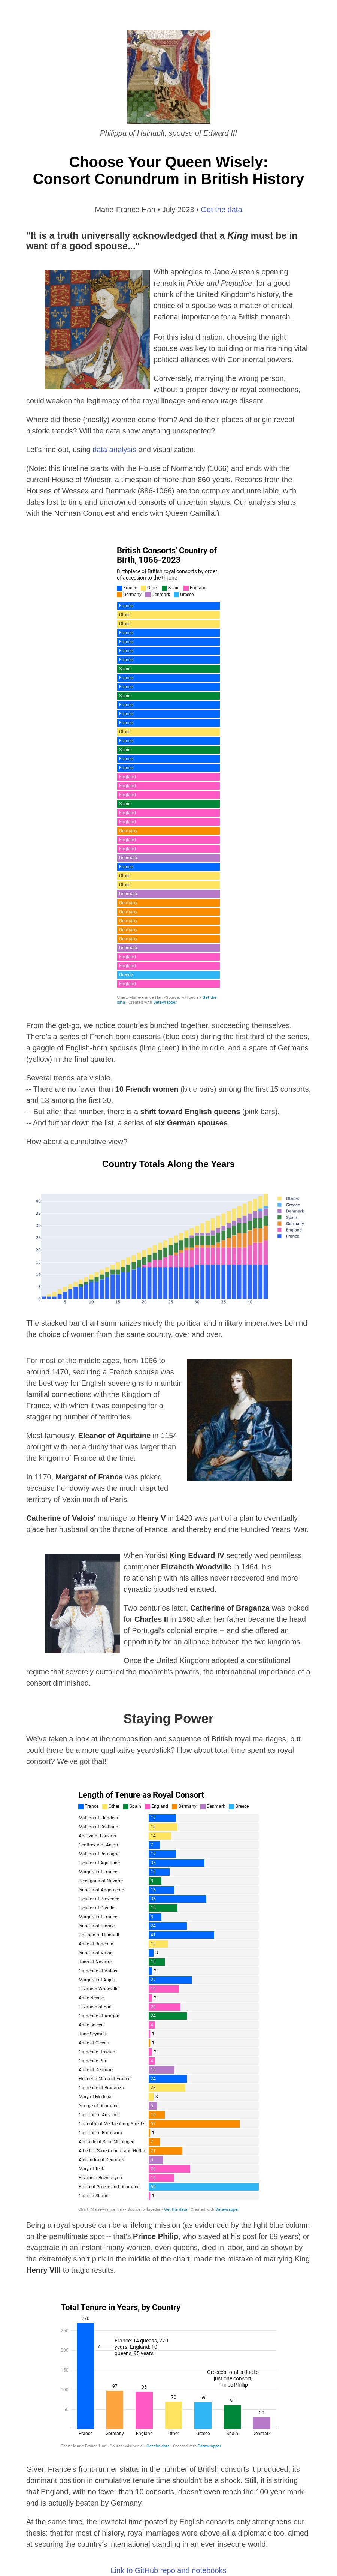 Philippa of Hainault, spouse of Edward III
Choose Your Queen Wisely:
Consort Conundrum in British History
Marie-France Han • July 2023 • Get the data
"It is a truth universally acknowledged that a King must be in
want of a good spouse..."
With apologies to Jane Austen's opening
remark in Pride and Prejudice, for a good
chunk of the United Kingdom's history, the
choice of a spouse was a matter of critical
national importance for a British monarch.
For this island nation, choosing the right
spouse was key to building or maintaining vital
political alliances with Continental powers.
Conversely, marrying the wrong person,
without a proper dowry or royal connections,
could weaken the legitimacy of the royal lineage and encourage dissent.
Where did these (mostly) women come from? And do their places of origin reveal
historic trends? Will the data show anything unexpected?
Let's find out, using data analysis and visualization.
(Note: this timeline starts with the House of Normandy (1066) and ends with the
current House of Windsor, a timespan of more than 860 years. Records from the
Houses of Wessex and Denmark (886-1066) are too complex and unreliable, with
dates lost to time and uncrowned consorts of uncertain status. Our analysis starts
with the Norman Conquest and ends with Queen Camilla.)
British Consorts' Country of
Birth, 1066-2023
Birthplace of British royal consorts by order
of accession to the throne
France Other Spain England
Germany Denmark Greece
France
Other
Other
France
France
France
France
Spain
France
France
Spain
France
France
France
Other
France
Spain
France
France
England
England
England
Spain
England
England
Germany
England
England
Denmark
France
Other
Other
Denmark
Germany
Germany
Germany
Germany
Germany
Denmark
England
England
Greece
England
Chart: Marie-France Han • Source: wikipedia • Get the
data • Created with Datawrapper
From the get-go, we notice countries bunched together, succeeding themselves.
There's a series of French-born consorts (blue dots) during the first third of the series,
a gaggle of English-born spouses (lime green) in the middle, and a spate of Germans
(yellow) in the final quarter.
Several trends are visible.
-- There are no fewer than 10 French women (blue bars) among the first 15 consorts,
and 13 among the first 20.
-- But after that number, there is a shift toward English queens (pink bars).
-- And further down the list, a series of six German spouses.
How about a cumulative view?
Country Totals Along the Years
40
35
30
25
20
15
10
5
0
5 10 15 20 25 30 35 40
Others
Greece
Denmark
Spain
Germany
England
France
The stacked bar chart summarizes nicely the political and military imperatives behind
the choice of women from the same country, over and over.
For most of the middle ages, from 1066 to
around 1470, securing a French spouse was
the best way for English sovereigns to maintain
familial connections with the Kingdom of
France, with which it was competing for a
staggering number of territories.
Most famously, Eleanor of Aquitaine in 1154
brought with her a duchy that was larger than
the kingom of France at the time.
In 1170, Margaret of France was picked
because her dowry was the much disputed
territory of Vexin north of Paris.
Catherine of Valois' marriage to Henry V in 1420 was part of a plan to eventually
place her husband on the throne of France, and thereby end the Hundred Years' War.
When Yorkist King Edward IV secretly wed penniless
commoner Elizabeth Woodville in 1464, his
relationship with his allies never recovered and more
dynastic bloodshed ensued.
Two centuries later, Catherine of Braganza was picked
for Charles II in 1660 after her father became the head
of Portugal's colonial empire -- and she offered an
opportunity for an alliance between the two kingdoms.
Once the United Kingdom adopted a constitutional
regime that severely curtailed the moarch's powers, the international importance of a
consort diminished.
Staying Power
We've taken a look at the composition and sequence of British royal marriages, but
could there be a more qualitative yeardstick? How about total time spent as royal
consort? We've got that!
Length of Tenure as Royal Consort
France Other Spain England Germany Denmark Greece
Matilda of Flanders 17
Matilda of Scotland 18
Adeliza of Louvain 14
Geoffrey V of Anjou 7
Matilda of Boulogne 17
Eleanor of Aquitaine 35
Margaret of France 13
Berengaria of Navarre 8
Isabella of Angoulême 16
Eleanor of Provence 36
Eleanor of Castile 18
Margaret of France 8
Isabella of France 24
Philippa of Hainault 41
Anne of Bohemia 12
Isabella of Valois 3
Joan of Navarre 10
Catherine of Valois 2
Margaret of Anjou 27
Elizabeth Woodville 19
Anne Neville 2
Elizabeth of York
Catherine of Aragon 24
Anne Boleyn
Jane Seymour 1
Anne of Cleves 1
Catherine Howard 2
Catherine Parr
Anne of Denmark
Henrietta Maria of France 24
Catherine of Braganza 23
Mary of Modena 3
George of Denmark
Caroline of Ansbach
Charlotte of Mecklenburg-Strelitz 57
Caroline of Brunswick 1
Adelaide of Saxe-Meiningen 7
Albert of Saxe-Coburg and Gotha 21
Alexandra of Denmark 9
Mary of Teck
Elizabeth Bowes-Lyon
Philip of Greece and Denmark 69
Camilla Shand 1
Chart: Marie-France Han • Source: wikipedia • Get the data • Created with Datawrapper
Being a royal spouse can be a lifelong mission (as evidenced by the light blue column
on the penultimate spot -- that's Prince Philip, who stayed at his post for 69 years) or
evaporate in an instant: many women, even queens, died in labor, and as shown by
the extremely short pink in the middle of the chart, made the mistake of marrying King
Henry VIII to tragic results.
Total Tenure in Years, by Country
250
200
150
100
50
270
97
95
70
69
60
30
France: 14 queens, 270
years. England: 10
queens, 95 years
Greece's total is due to
just one consort,
Prince Phillip
France Germany England Other Greece Spain Denmark
Chart: Marie-France Han • Source: wikipedia • Get the data • Created with Datawrapper
Given France's front-runner status in the number of British consorts it produced, its
dominant position in cumulative tenure time shouldn't be a shock. Still, it is striking
that England, with no fewer than 10 consorts, doesn't even reach the 100 year mark
and is actually beaten by Germany.
At the same time, the low total time posted by English consorts only strengthens our
thesis: that for most of history, royal marriages were above all a diplomatic tool aimed
at securing the country's international standing in an ever insecure world.
Link to GitHub repo and notebooks